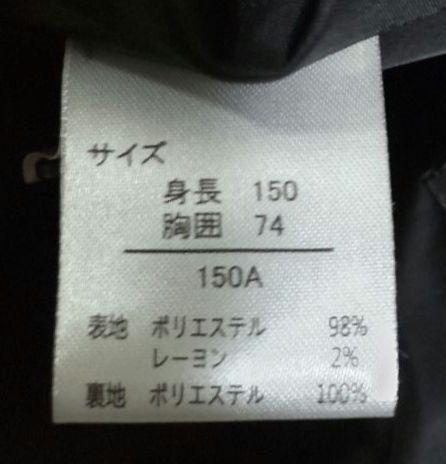 サイズ
身長 150
胸囲 74
150A
表地 ポリエステル 98%
レーヨン 2%
裏地 ポリエステル 100%